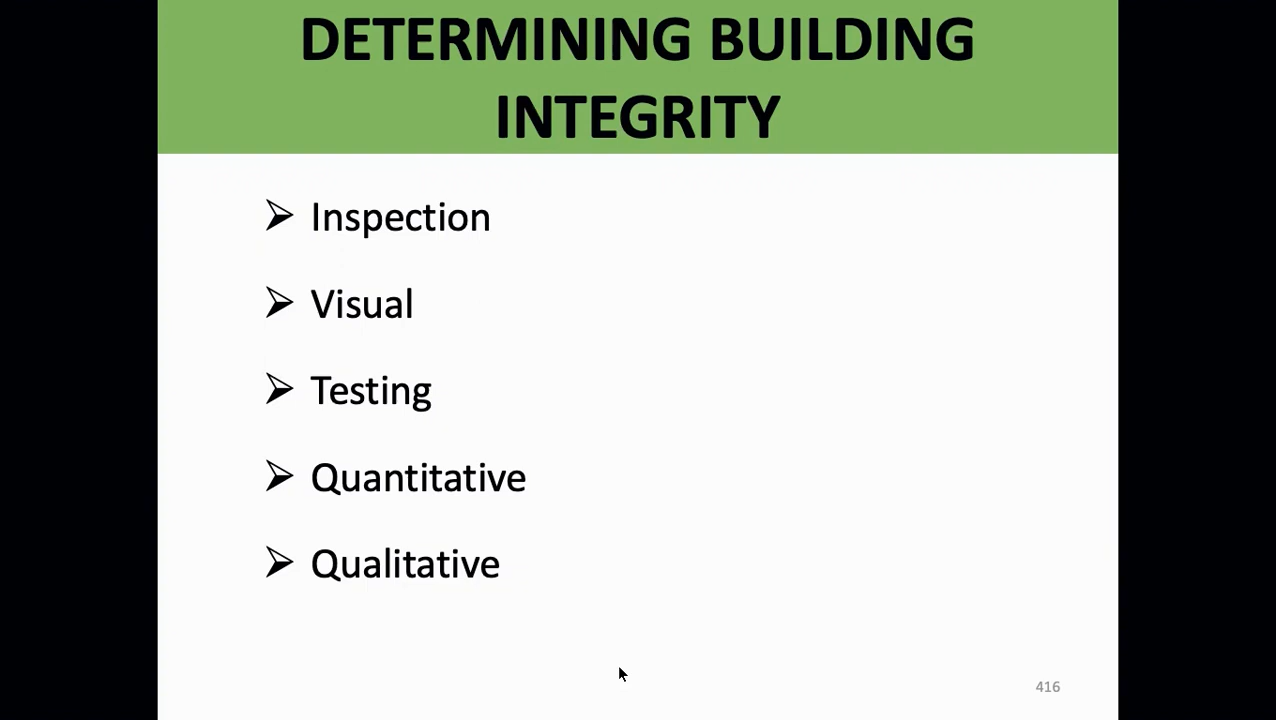 DETERMINING BUILDING
INTEGRITY
➢ Inspection
➢ Visual
➢ Testing
➢ Quantitative
➢ Qualitative
416